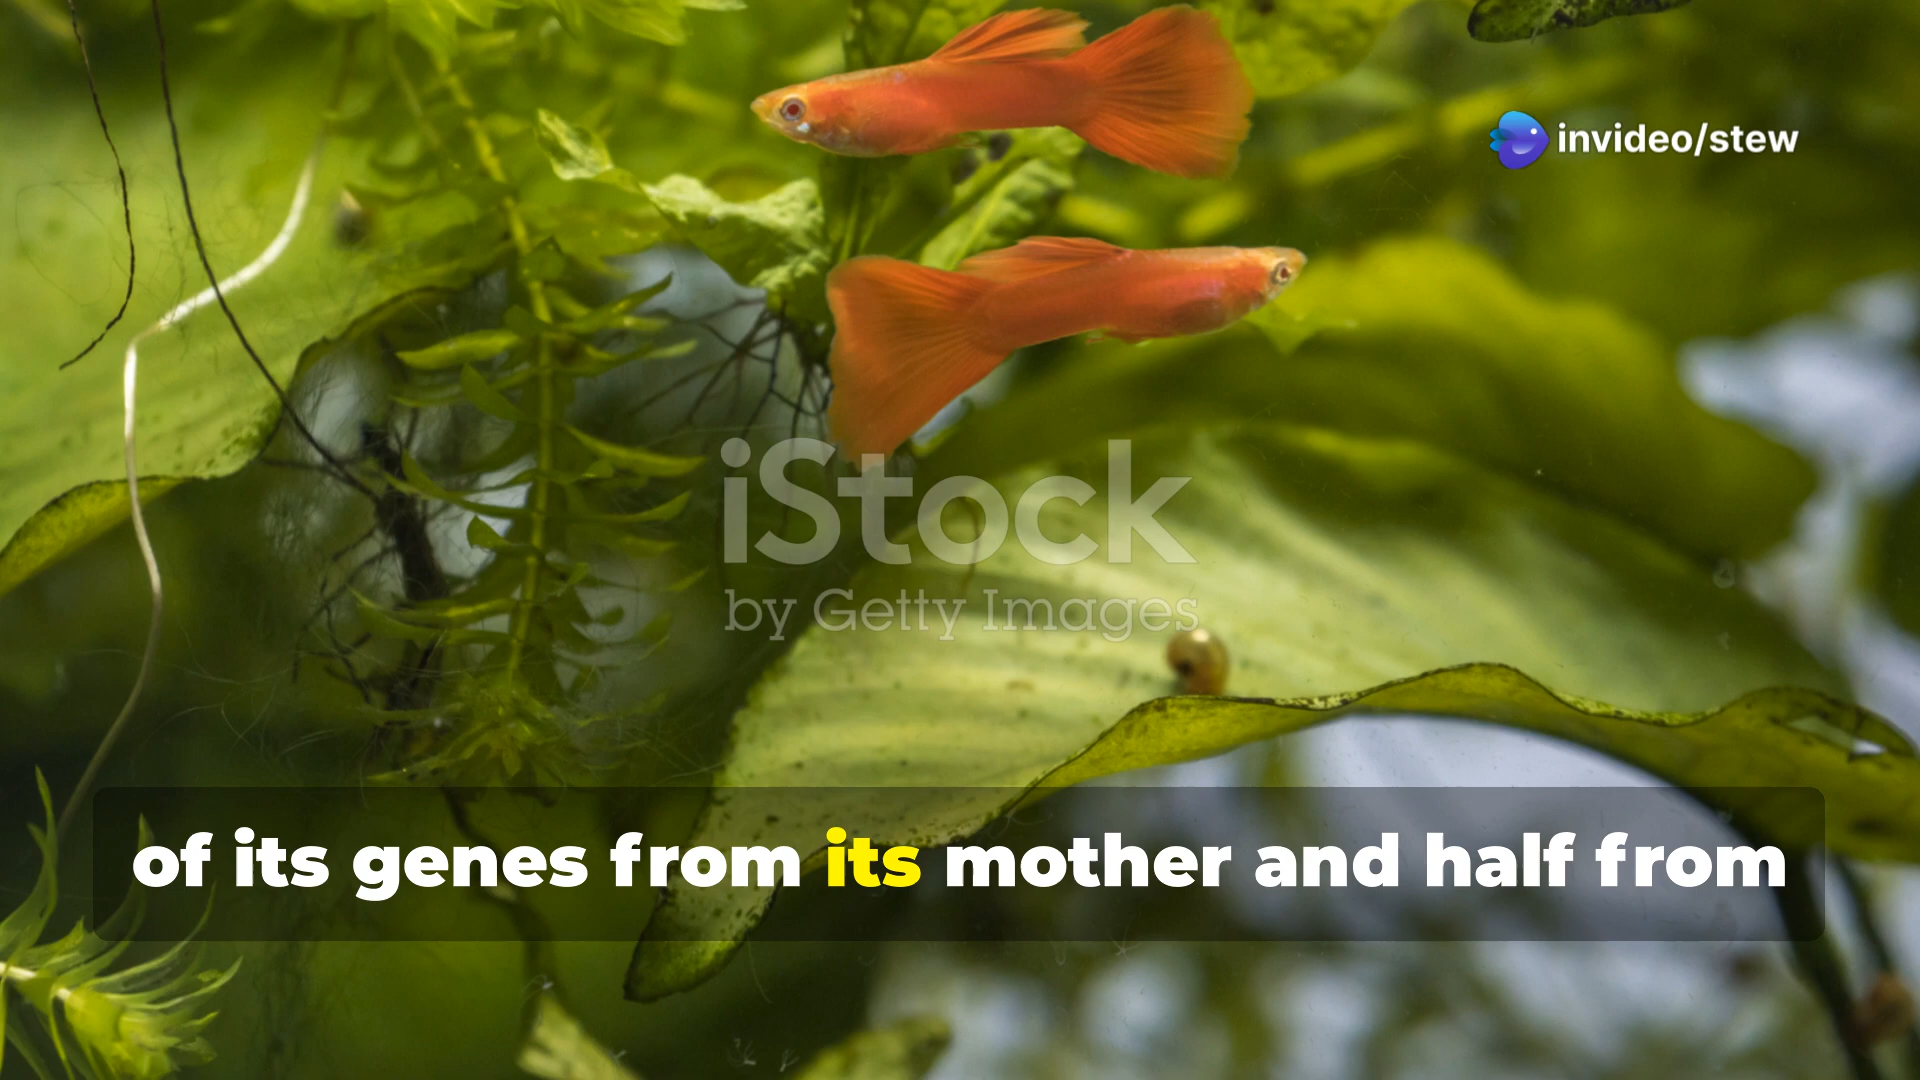 invideo/stew
iStock
by Getty Images
of its genes from its mother and half from